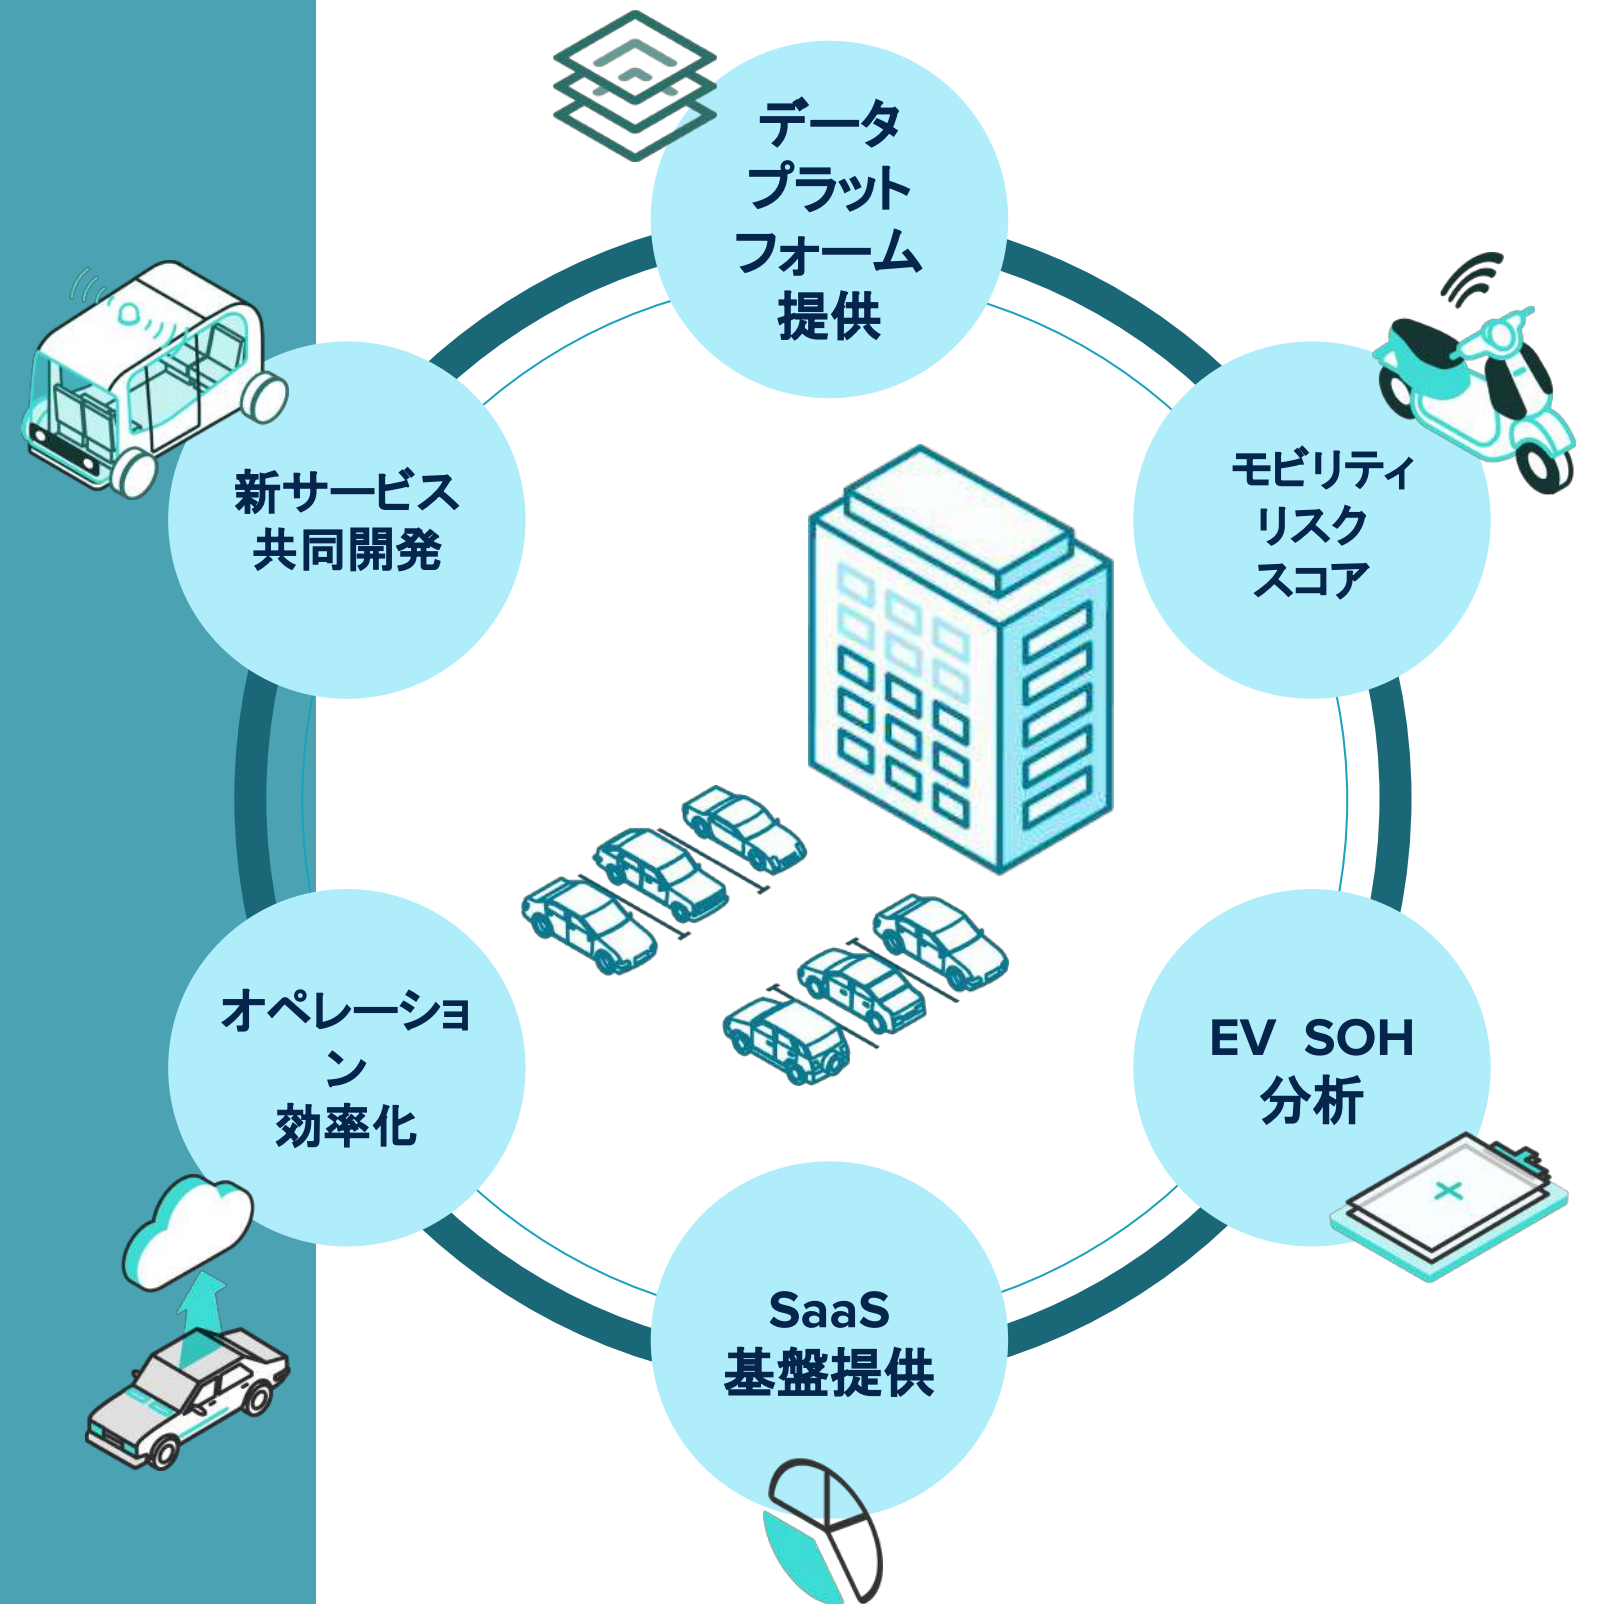 データ
プラット
フォーム
提供
モビリティ
リスク
スコア
EV SOH
分析
SaaS
基盤提供
オペレーショ
ン
効率化
新サービス
共同開発